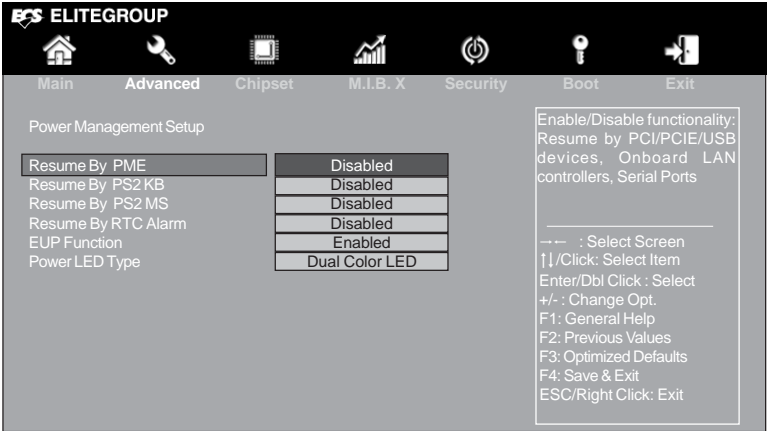 ECS ELITEGROUP
Main Advanced Chipset M.I.B. X Security Boot Exit
Power Management Setup
Resume By PME Disabled
Resume By PS2 KB Disabled
Resume By PS2 MS Disabled
Resume By RTC Alarm Disabled
EUP Function Enabled
Power LED Type Dual Color LED
Enable/Disable functionality:
Resume by PCI/PCIE/USB
devices, Onboard LAN
controllers, Serial Ports
→← : Select Screen
↑↓/Click: Select Item
Enter/Dbl Click : Select
+/- : Change Opt.
F1: General Help
F2: Previous Values
F3: Optimized Defaults
F4: Save & Exit
ESC/Right Click: Exit